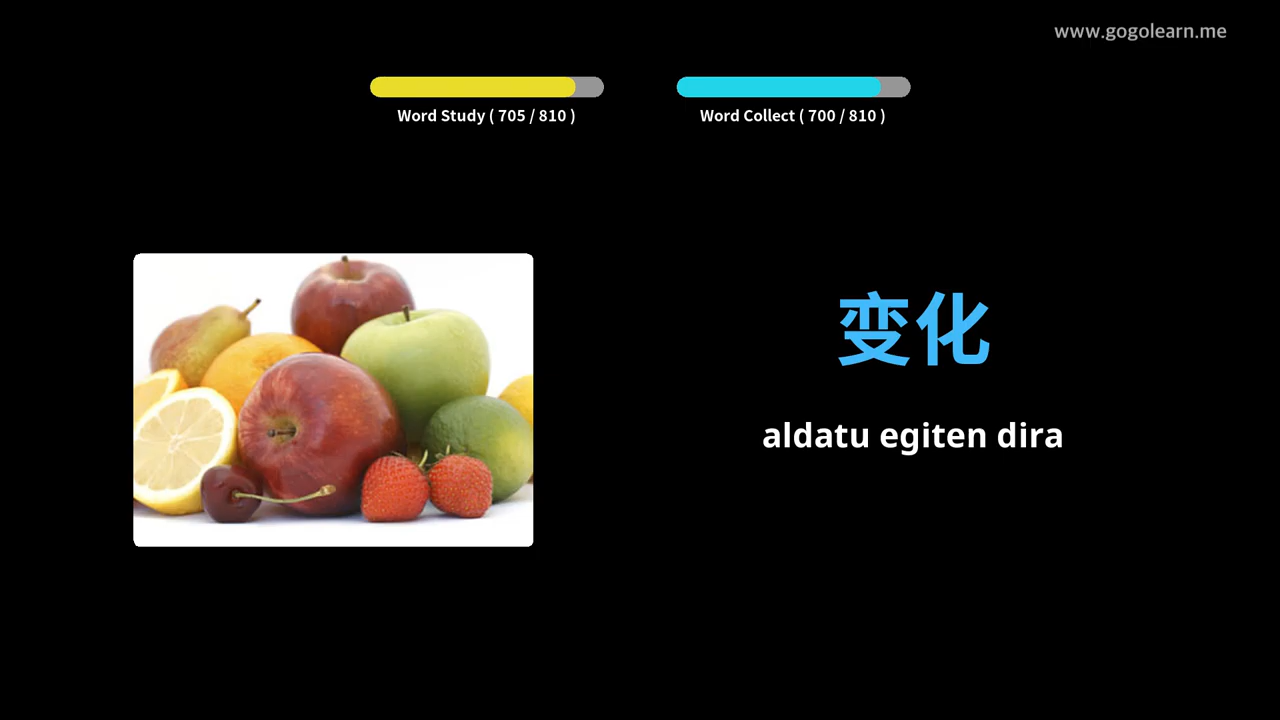 www.gogolearn.me
Word Study ( 705 / 810 )
Word Collect ( 700 / 810 )
变化
aldatu egiten dira